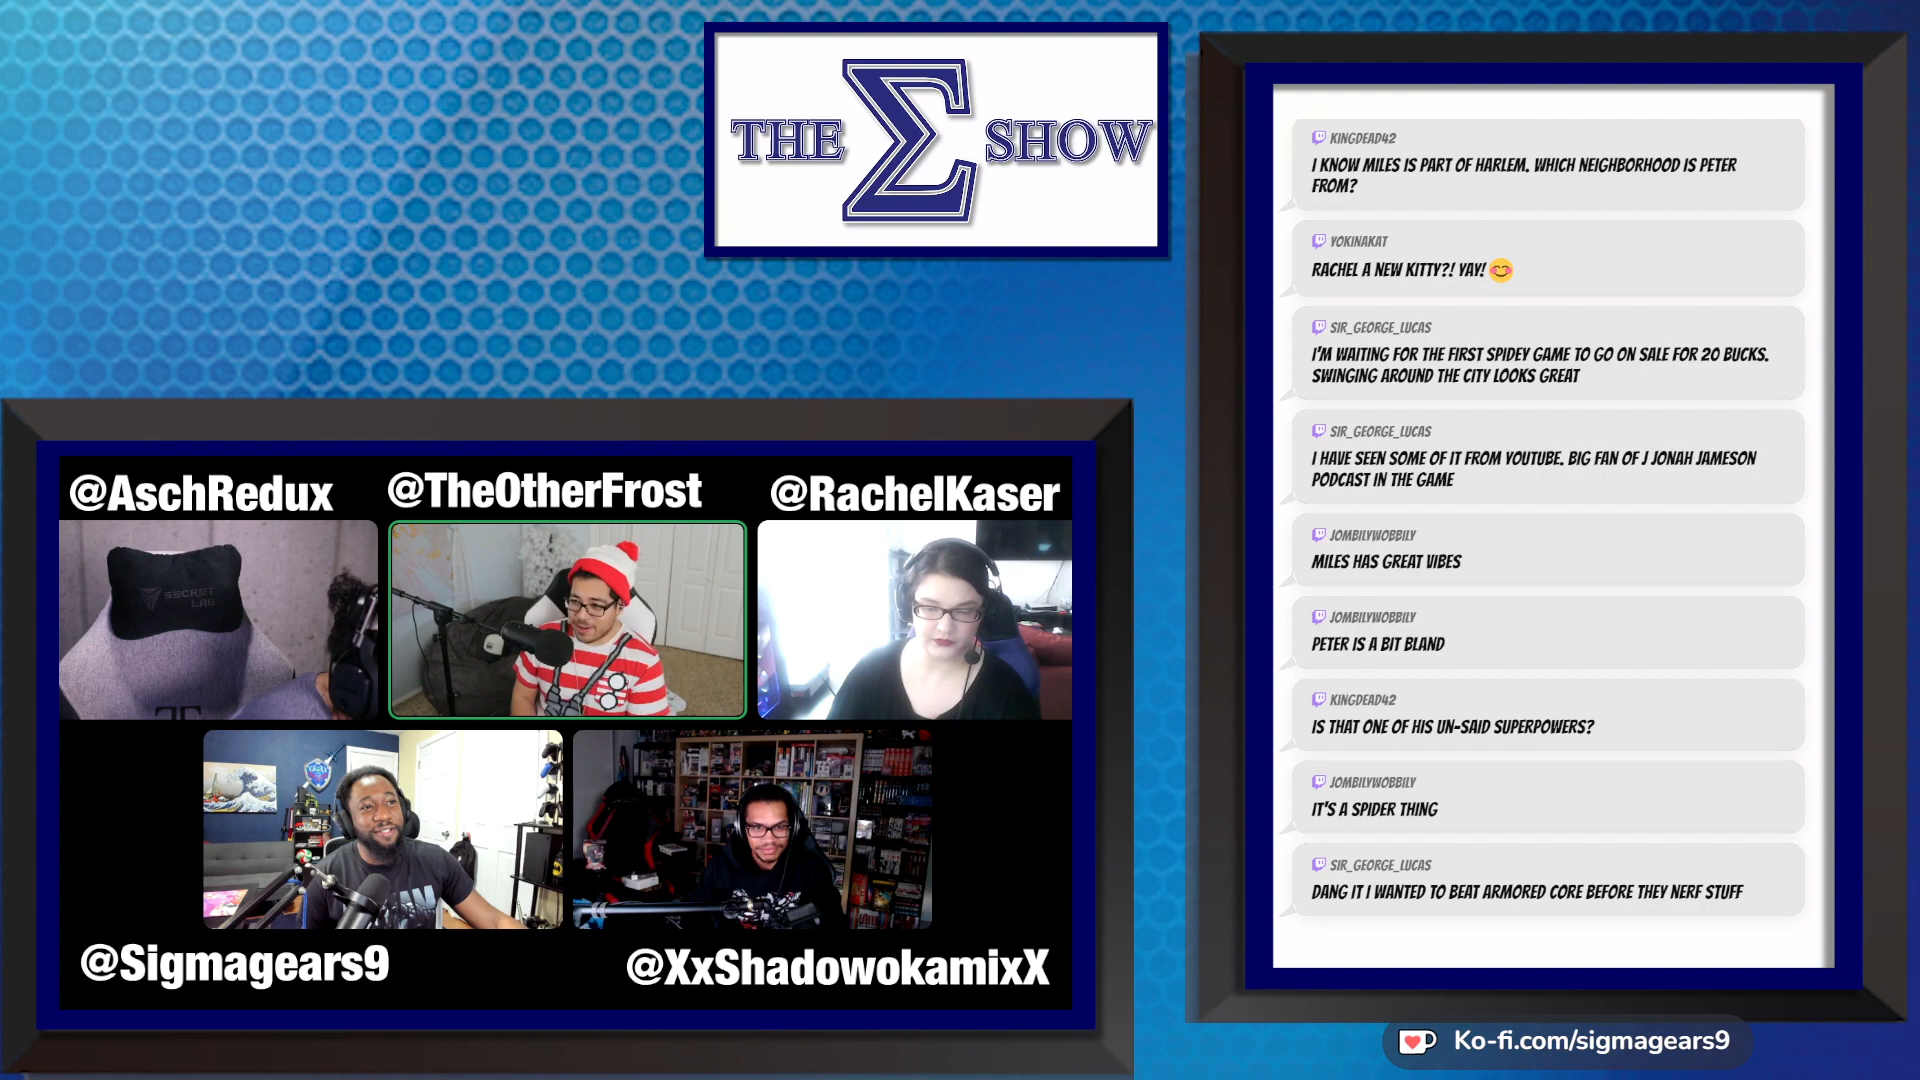 THE Σ SHOW
@AschRedux
@TheOtherFrost
@RachelKaser
SECRET
LAB
@Sigmagears9
@XxShadowokamixX
KINGDEAD42
I KNOW MILES IS PART OF HARLEM. WHICH NEIGHBORHOOD IS PETER
FROM?
YOKINAKAT
RACHEL A NEW KITTY?! YAY! 😊
SIR_GEORGE_LUCAS
I'M WAITING FOR THE FIRST SPIDEY GAME TO GO ON SALE FOR 20 BUCKS.
SWINGING AROUND THE CITY LOOKS GREAT
SIR_GEORGE_LUCAS
I HAVE SEEN SOME OF IT FROM YOUTUBE. BIG FAN OF J JONAH JAMESON
PODCAST IN THE GAME
JOMBILYWOBBILY
MILES HAS GREAT VIBES
JOMBILYWOBBILY
PETER IS A BIT BLAND
KINGDEAD42
IS THAT ONE OF HIS UN-SAID SUPERPOWERS?
JOMBILYWOBBILY
IT'S A SPIDER THING
SIR_GEORGE_LUCAS
DANG IT I WANTED TO BEAT ARMORED CORE BEFORE THEY NERF STUFF
Ko-fi.com/sigmagears9